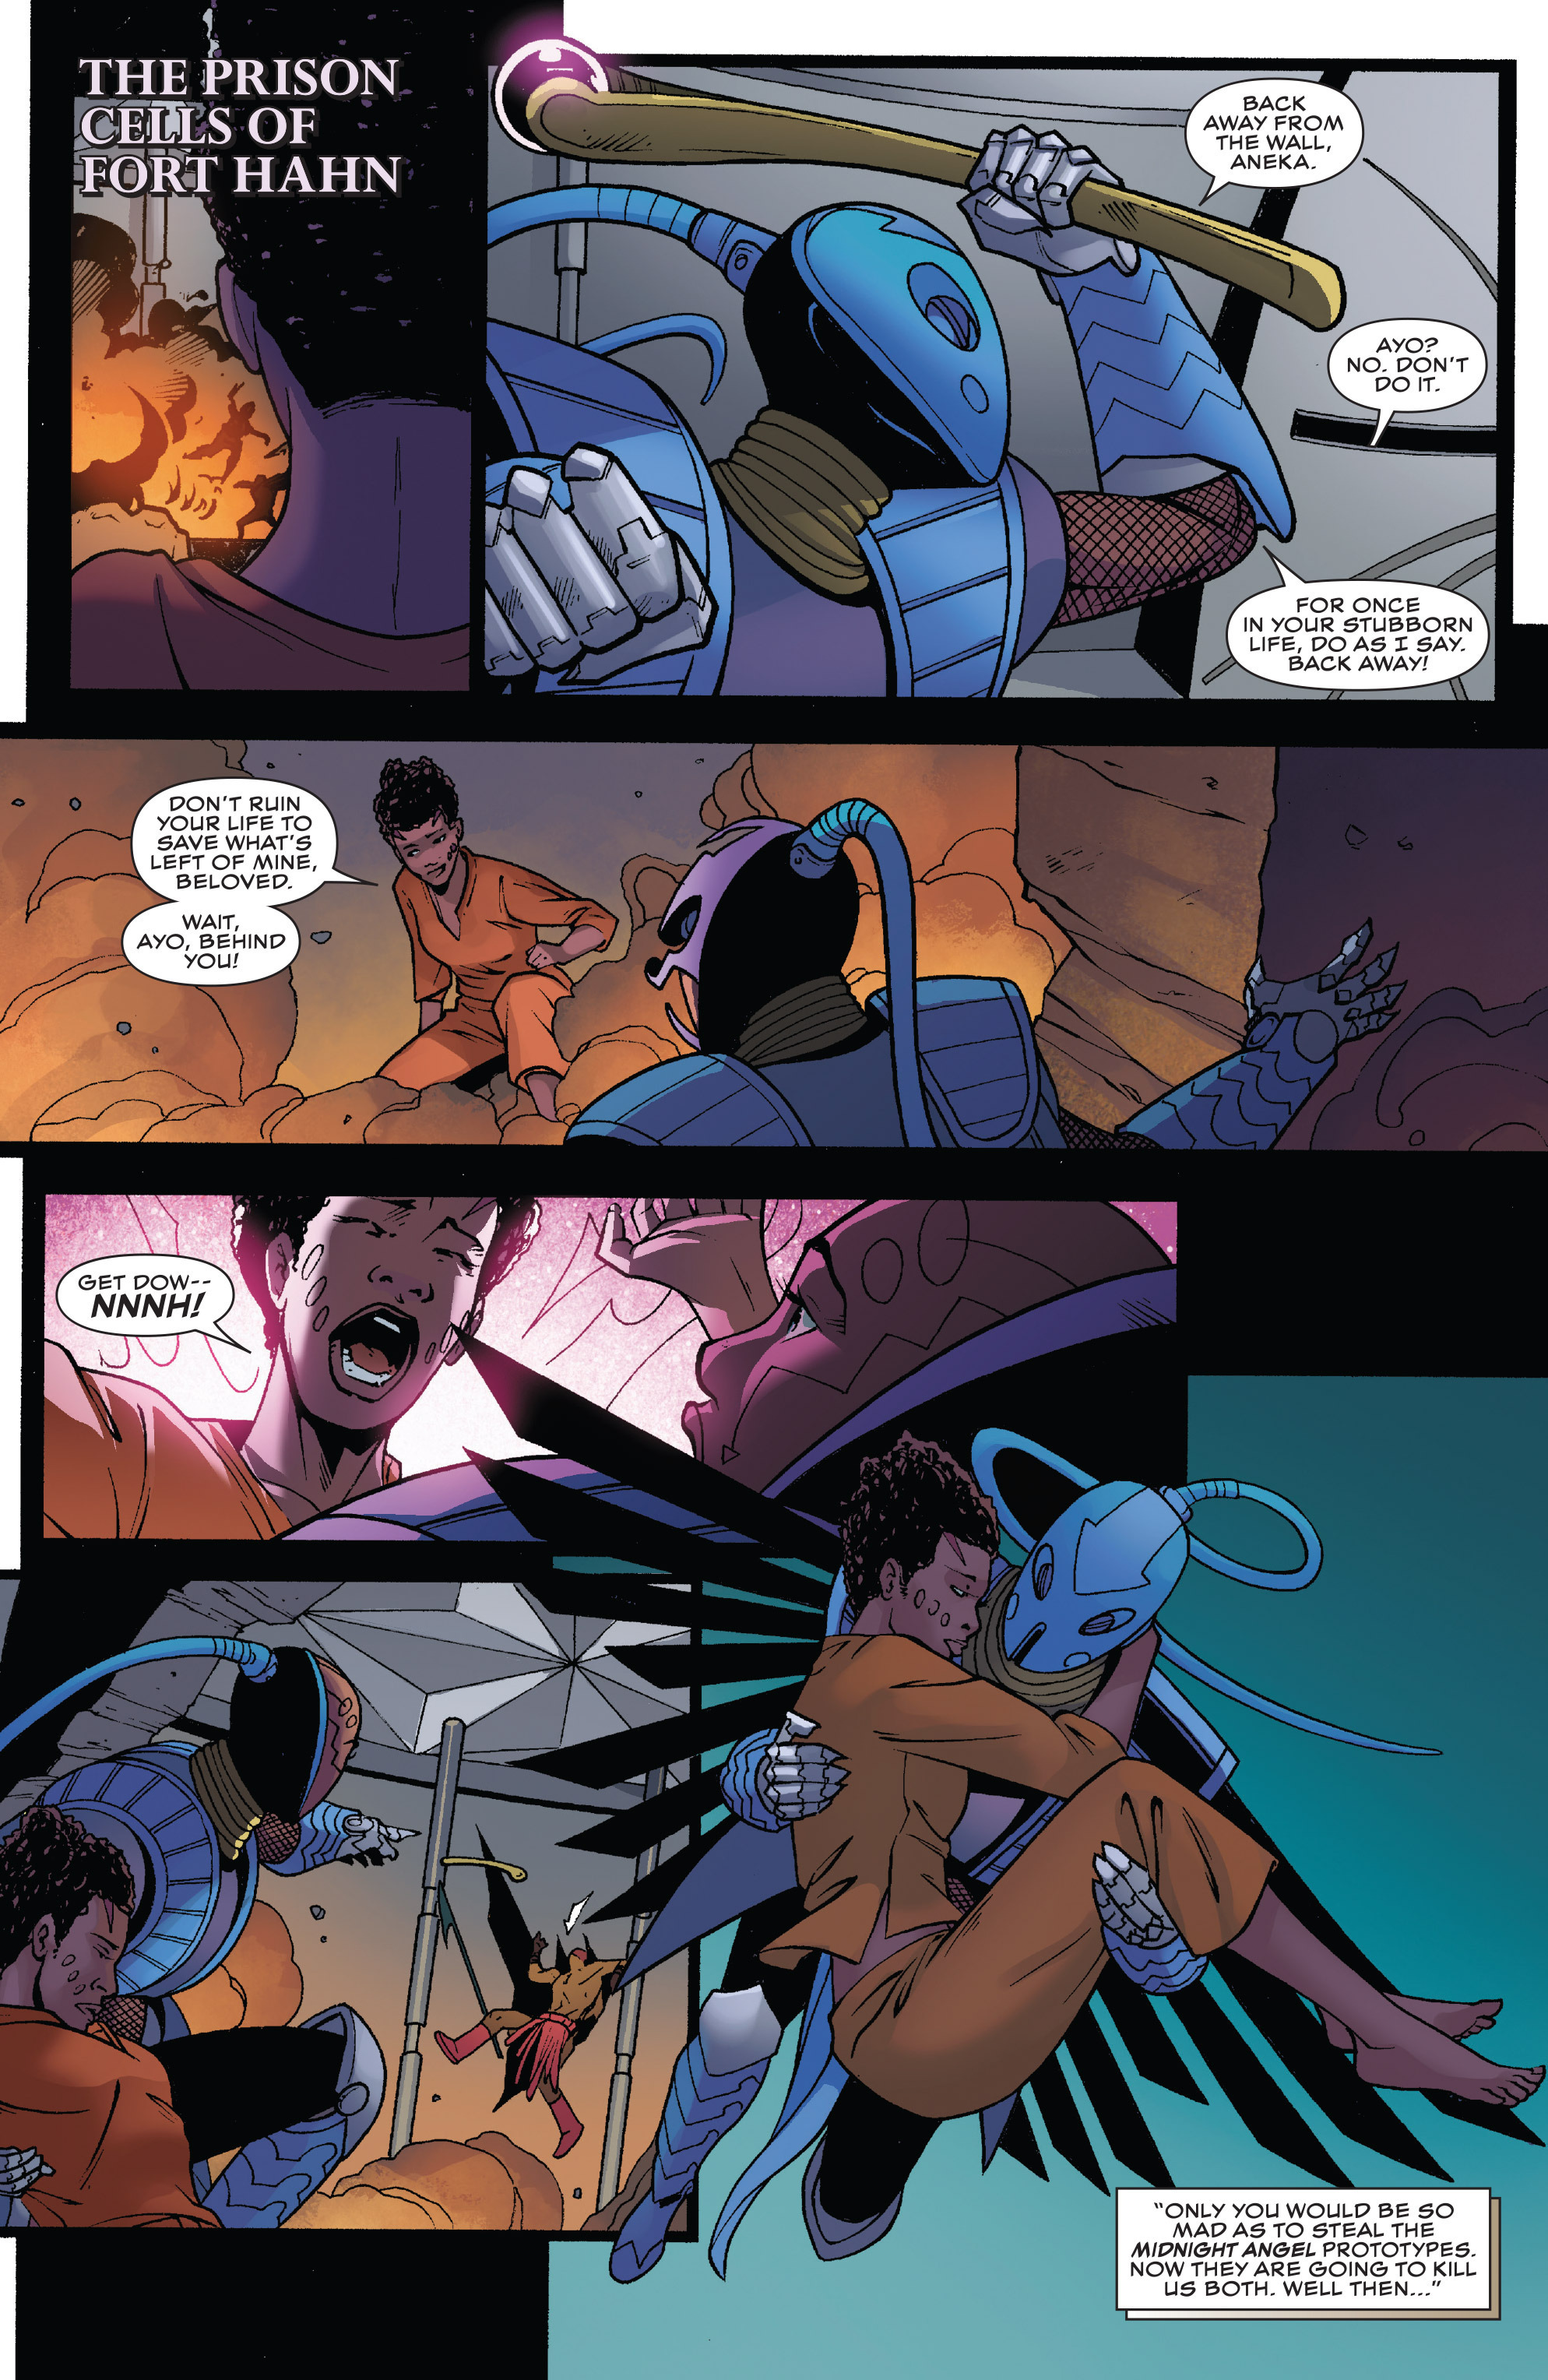 THE PRISON
CELLS OF
FORT HAHN
BACK
AWAY FROM
THE WALL,
ANEKA.
AYO?
NO. DON'T
DO IT.
FOR ONCE
IN YOUR STUBBORN
LIFE, DO AS I SAY.
BACK AWAY!
DON'T RUIN
YOUR LIFE TO
SAVE WHAT'S
LEFT OF MINE,
BELOVED.
WAIT,
AYO, BEHIND
YOU!
GET DOW--
NNNH!
"ONLY YOU WOULD BE SO
MAD AS TO STEAL THE
MIDNIGHT ANGEL PROTOTYPES.
NOW THEY ARE GOING TO KILL
US BOTH. WELL THEN..."